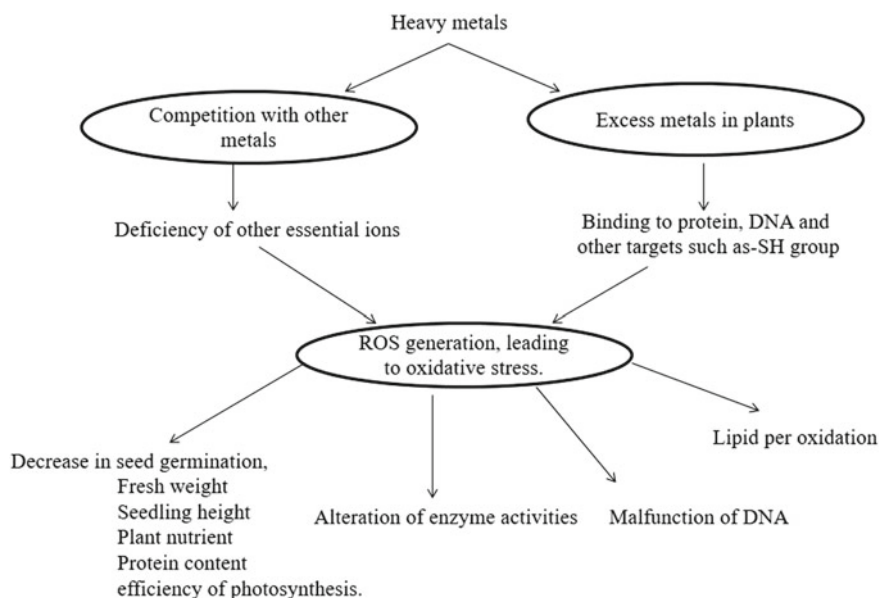 Heavy metals
Competition with other
metals
Excess metals in plants
Deficiency of other essential ions
Binding to protein, DNA and
other targets such as-SH group
ROS generation, leading
to oxidative stress.
Lipid per oxidation
Decrease in seed germination,
Fresh weight
Seedling height
Plant nutrient
Protein content
efficiency of photosynthesis.
Alteration of enzyme activities
Malfunction of DNA